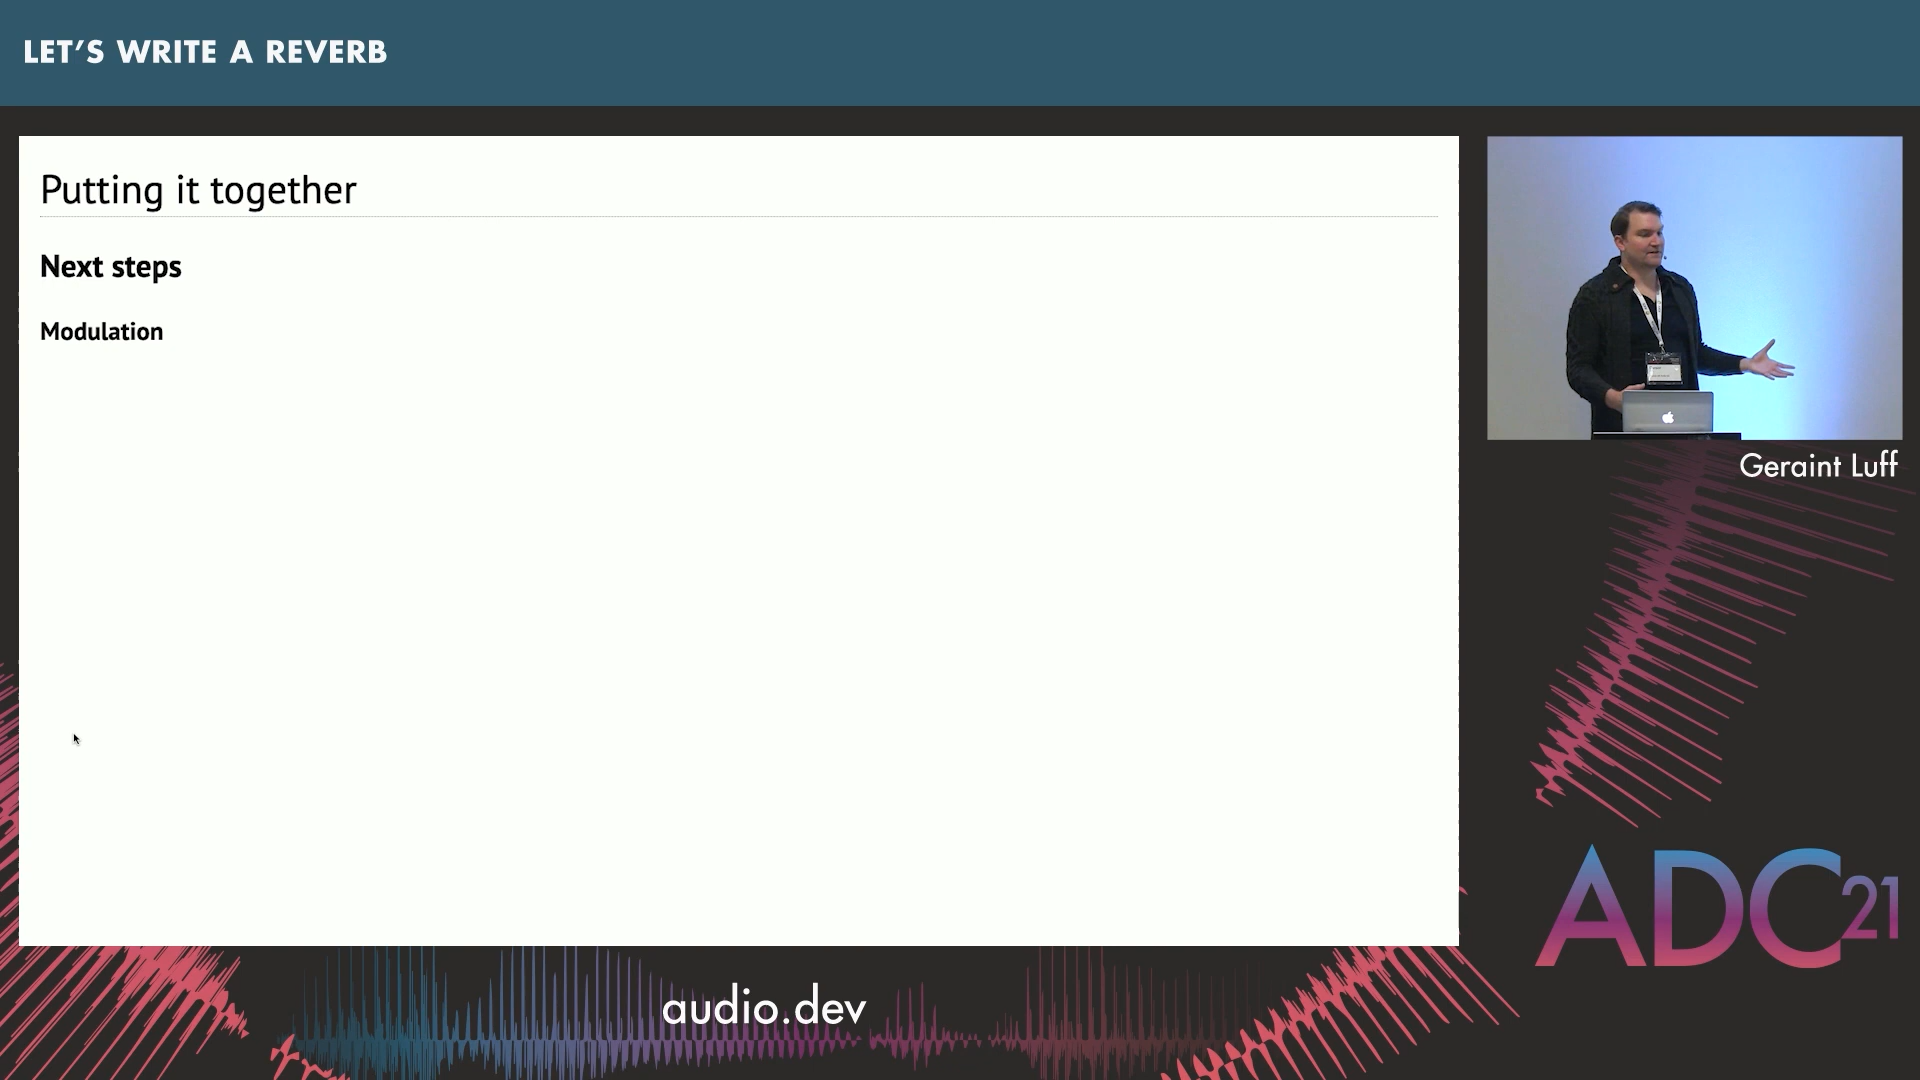 LET'S WRITE A REVERB
Putting it together
Next steps
Modulation
Geraint Luff
ADC21
audio.dev